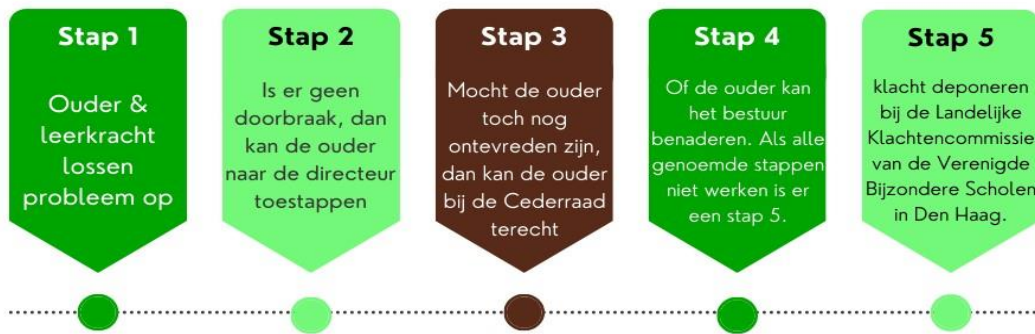 Stap 1
Ouder &
leerkracht
lossen
probleem op
Stap 2
Is er geen
doorbraak, dan
kan de ouder
naar de directeur
toestappen
Stap 3
Mocht de ouder
toch nog
ontevreden zijn,
dan kan de ouder
bij de Cederraad
terecht
Stap 4
Of de ouder kan
het bestuur
benaderen. Als alle
genoemde stappen
niet werken is er
een stap 5.
Stap 5
klacht deponeren
bij de Landelijke
Klachtencommissie
van de Verenigde
Bijzondere Scholen
in Den Haag.